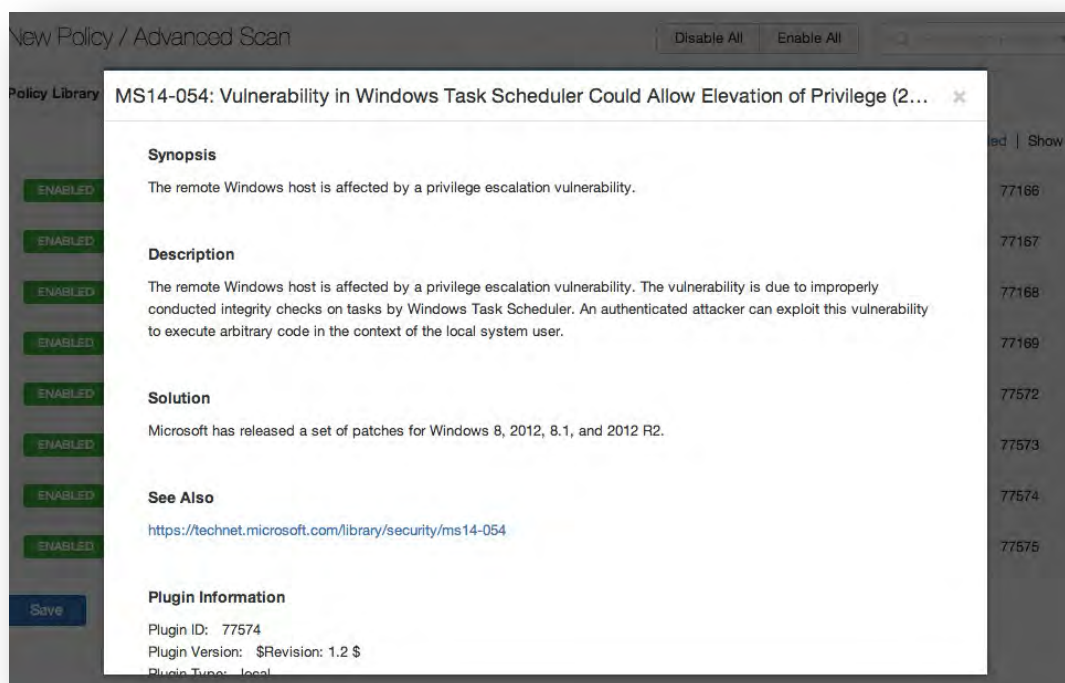 New Policy / Advanced Scan
Disable All
Enable All
Policy Library
MS14-054: Vulnerability in Windows Task Scheduler Could Allow Elevation of Privilege (2...
×
| Show
Synopsis
ENABLED
The remote Windows host is affected by a privilege escalation vulnerability.
77166
ENABLED
77167
Description
ENABLED
The remote Windows host is affected by a privilege escalation vulnerability. The vulnerability is due to improperly
77168
conducted integrity checks on tasks by Windows Task Scheduler. An authenticated attacker can exploit this vulnerability
to execute arbitrary code in the context of the local system user.
ENABLED
77169
Solution
ENABLED
77572
Microsoft has released a set of patches for Windows 8, 2012, 8.1, and 2012 R2.
ENABLED
77573
See Also
ENABLED
77574
https://technet.microsoft.com/library/security/ms14-054
ENABLED
77575
Plugin Information
Save
Plugin ID: 77574
Plugin Version: $Revision: 1.2 $
Plugin Type: local